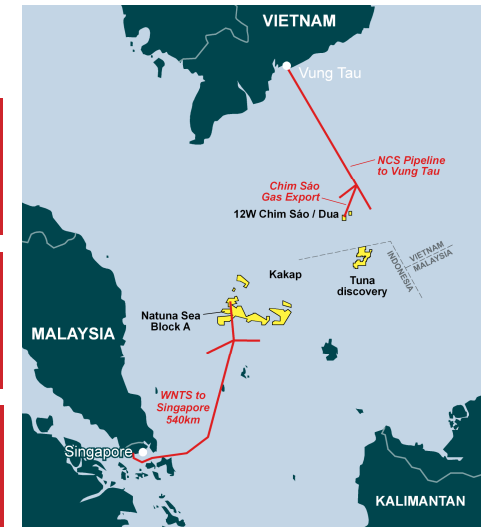 VIETNAM
Vung Tau
NCS Pipeline
to Vung Tau
Chim Sáo
Gas Export
12W Chim Sáo / Dua
VIETNAM
MALAYSIA
INDONESIA
Kakap
Tuna
discovery
Natuna Sea
Block A
MALAYSIA
WNTS to
Singapore
540km
Singapore
KALIMANTAN